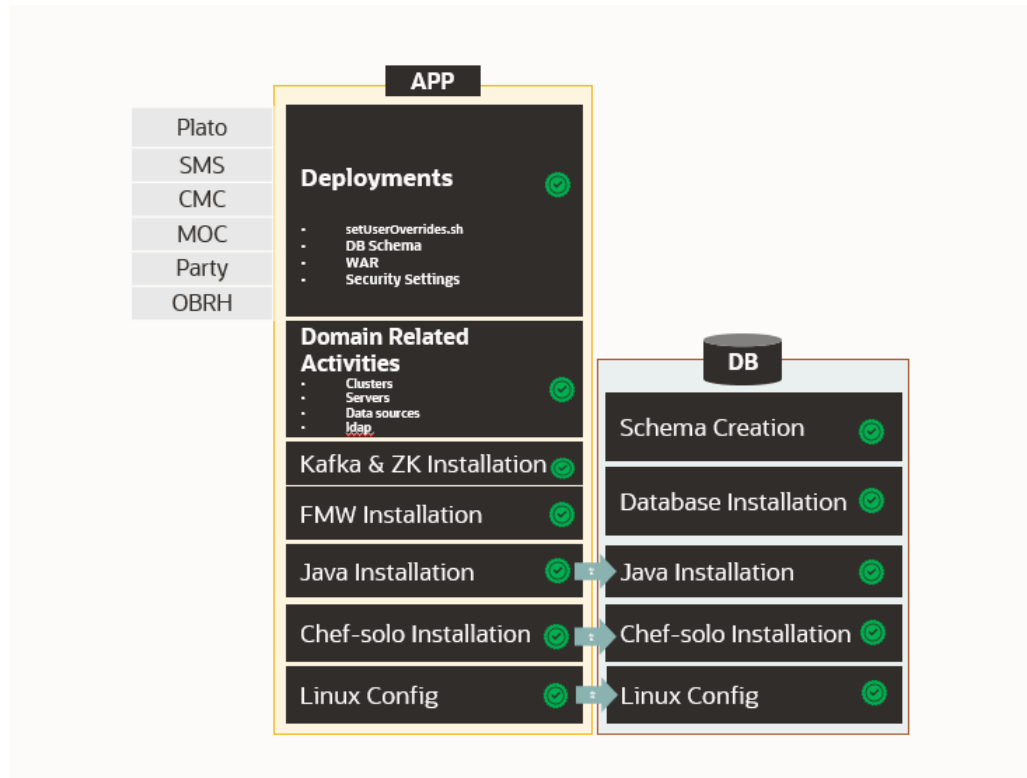 APP
Plato
SMS
CMC
MOC
Party
OBRH
Deployments
setUserOverrides.sh
DB Schema
WAR
Security Settings
Domain Related
Activities
Clusters
Servers
Data sources
ldap
Kafka & ZK Installation
FMW Installation
Java Installation
Chef-solo Installation
Linux Config
DB
Schema Creation
Database Installation
Java Installation
Chef-solo Installation
Linux Config